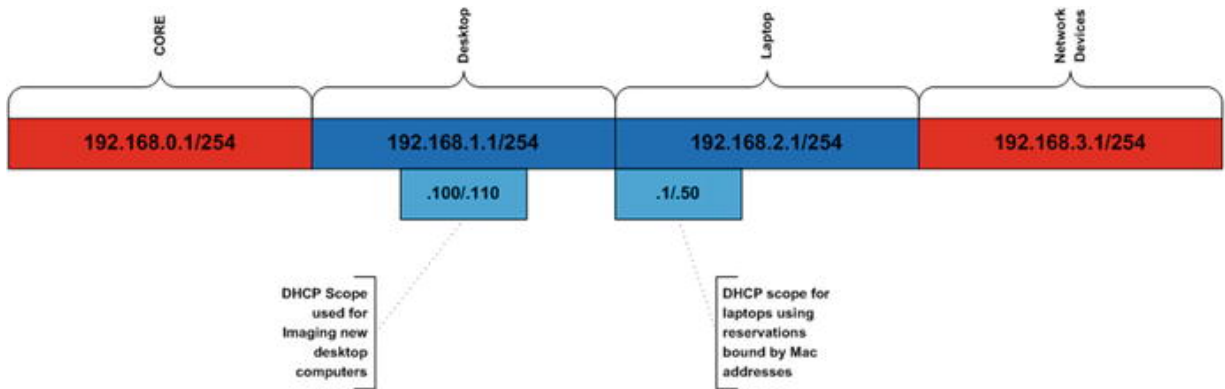 CORE
Desktop
Laptop
Network
Devices
192.168.0.1/254
192.168.1.1/254
192.168.2.1/254
192.168.3.1/254
.100/.110
.1/.50
DHCP Scope
used for
Imaging new
desktop
computers
DHCP scope for
laptops using
reservations
bound by Mac
addresses